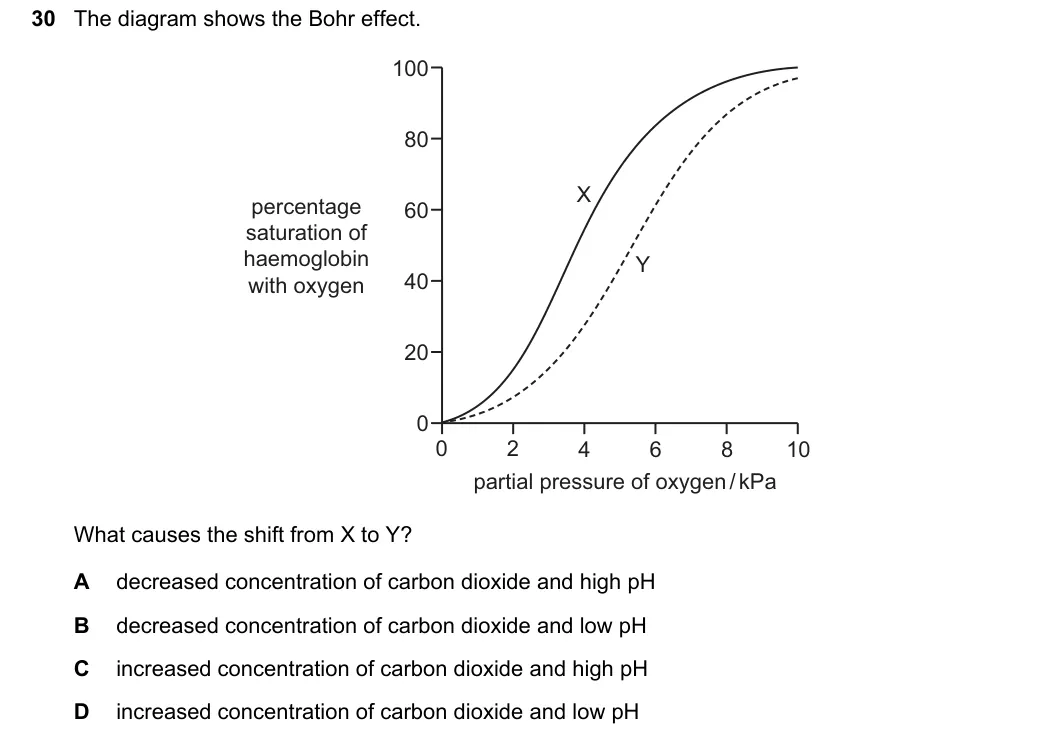 30 The diagram shows the Bohr effect.
100
80
60
40
20
0
percentage
saturation of
haemoglobin
with oxygen
X
Y
0 2 4 6 8 10
partial pressure of oxygen / kPa
What causes the shift from X to Y?
A decreased concentration of carbon dioxide and high pH
B decreased concentration of carbon dioxide and low pH
C increased concentration of carbon dioxide and high pH
D increased concentration of carbon dioxide and low pH